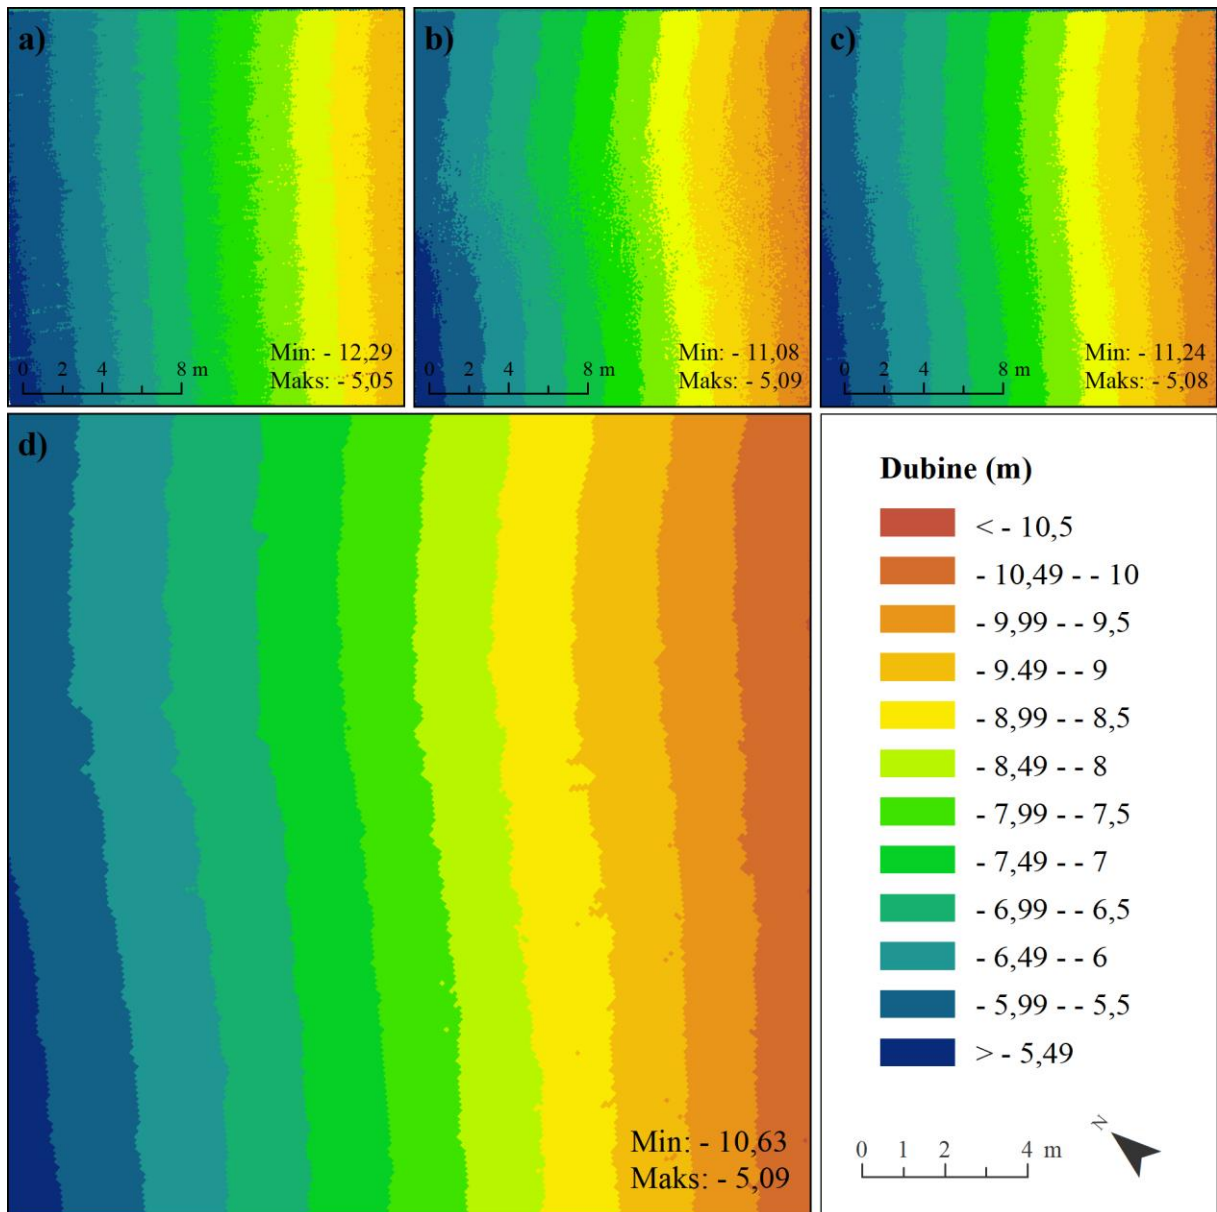 a)
0 2 4 8 m
Min: - 12,29
Maks: - 5,05
b)
0 2 4 8 m
Min: - 11,08
Maks: - 5,09
c)
0 2 4 8 m
Min: - 11,24
Maks: - 5,08
d)
Min: - 10,63
Maks: - 5,09
Dubine (m)
< - 10,5
- 10,49 - - 10
- 9,99 - - 9,5
- 9.49 - - 9
- 8,99 - - 8,5
- 8,49 - - 8
- 7,99 - - 7,5
- 7,49 - - 7
- 6,99 - - 6,5
- 6,49 - - 6
- 5,99 - - 5,5
> - 5,49
N
0 1 2 4 m